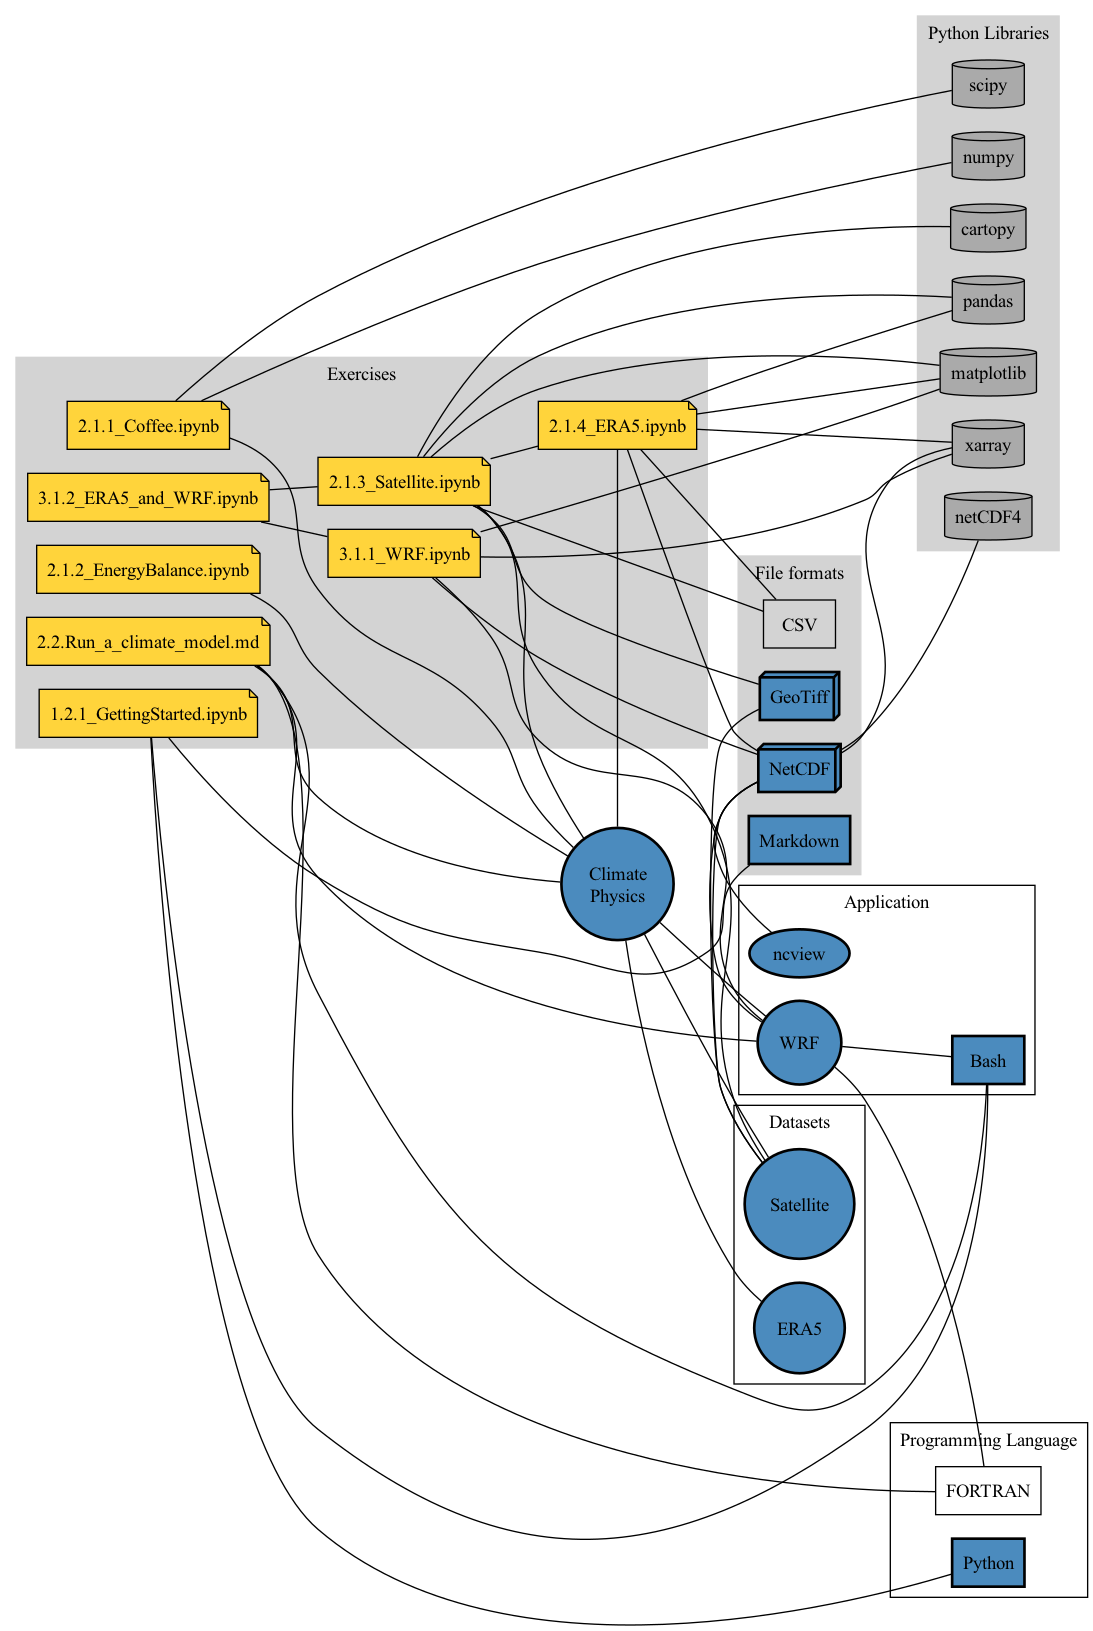 Python Libraries
scipy
numpy
cartopy
pandas
matplotlib
xarray
netCDF4
Exercises
2.1.1_Coffee.ipynb
2.1.4_ERA5.ipynb
3.1.2_ERA5_and_WRF.ipynb
2.1.3_Satellite.ipynb
3.1.1_WRF.ipynb
2.1.2_EnergyBalance.ipynb
2.2.Run_a_climate_model.md
1.2.1_GettingStarted.ipynb
File formats
CSV
GeoTiff
NetCDF
Markdown
Climate
Physics
Application
ncview
WRF
Bash
Datasets
Satellite
ERA5
Programming Language
FORTRAN
Python